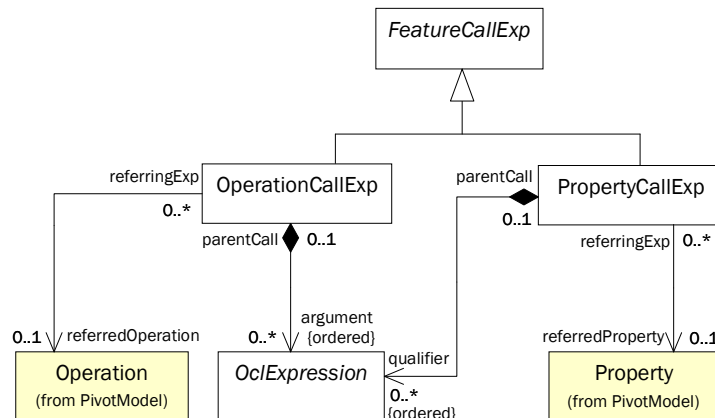 FeatureCallExp
referringExp
OperationCallExp
parentCall
PropertyCallExp
0..*
0..1
parentCall
0..1
referringExp
0..*
argument
0..1
referredOperation
0..*
{ordered}
referredProperty
0..1
Operation
(from PivotModel)
OclExpression
qualifier
0..*
{ordered}
Property
(from PivotModel)